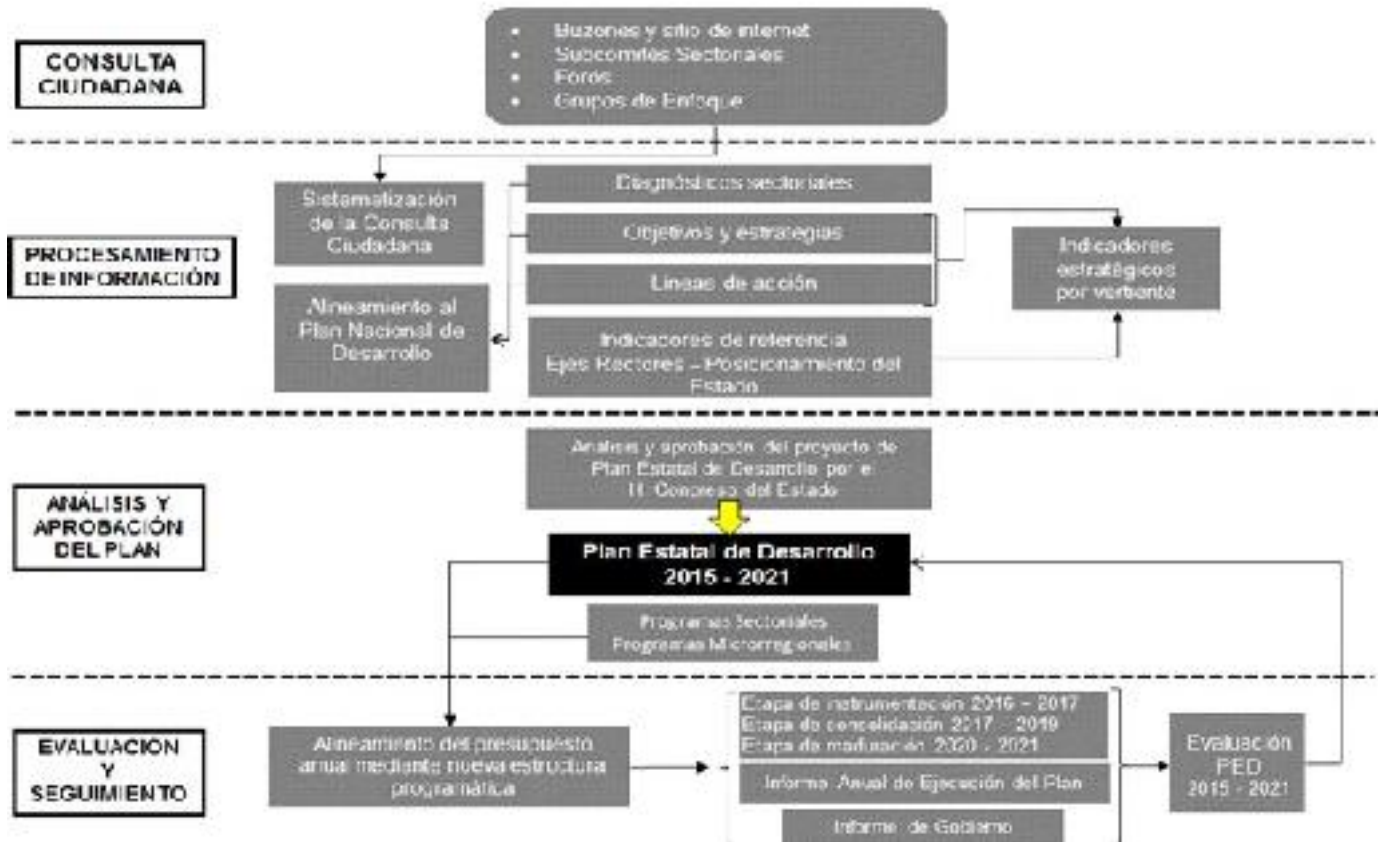 CONSULTA
CIUDADANA
• Buzones y sitio de internet
• Subcomités Sectoriales
• Foros
• Grupos de Enfoque
PROCESAMIENTO
DE INFORMACIÓN
Sistematización
de la Consulta
Ciudadana
Alineamiento al
Plan Nacional de
Desarrollo
Diagnósticos sectoriales
Objetivos y estrategias
Líneas de acción
Indicadores de referencia
Ejes Rectores – Posicionamiento del
Estado
Indicadores
estratégicos
por vertiente
ANÁLISIS Y
APROBACIÓN
DEL PLAN
Análisis y aprobación del proyecto de
Plan Estatal de Desarrollo por el
H. Congreso del Estado
Plan Estatal de Desarrollo
2015 - 2021
Programas Sectoriales
Programas Microrregionales
EVALUACIÓN
Y
SEGUIMIENTO
Alineamiento del presupuesto
anual mediante nueva estructura
programática
Etapa de instrumentación 2016 – 2017
Etapa de consolidación 2017 - 2019
Etapa de maduración 2020 - 2021
Informe Anual de Ejecución del Plan
Informe de Gobierno
Evaluación
PED
2015 - 2021